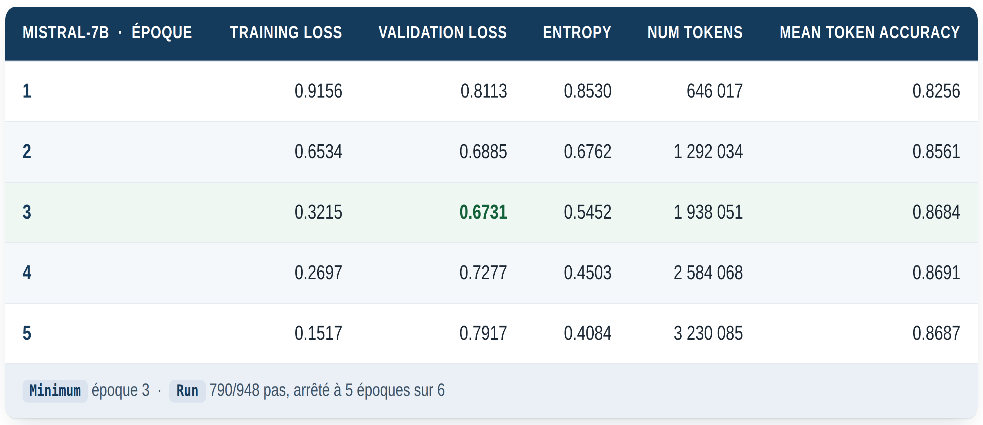 MISTRAL-7B · ÉPOQUE TRAINING LOSS VALIDATION LOSS ENTROPY NUM TOKENS MEAN TOKEN ACCURACY
1 0.9156 0.8113 0.8530 646 017 0.8256
2 0.6534 0.6885 0.6762 1 292 034 0.8561
3 0.3215 0.6731 0.5452 1 938 051 0.8684
4 0.2697 0.7277 0.4503 2 584 068 0.8691
5 0.1517 0.7917 0.4084 3 230 085 0.8687
Minimum époque 3 · Run 790/948 pas, arrêté à 5 époques sur 6